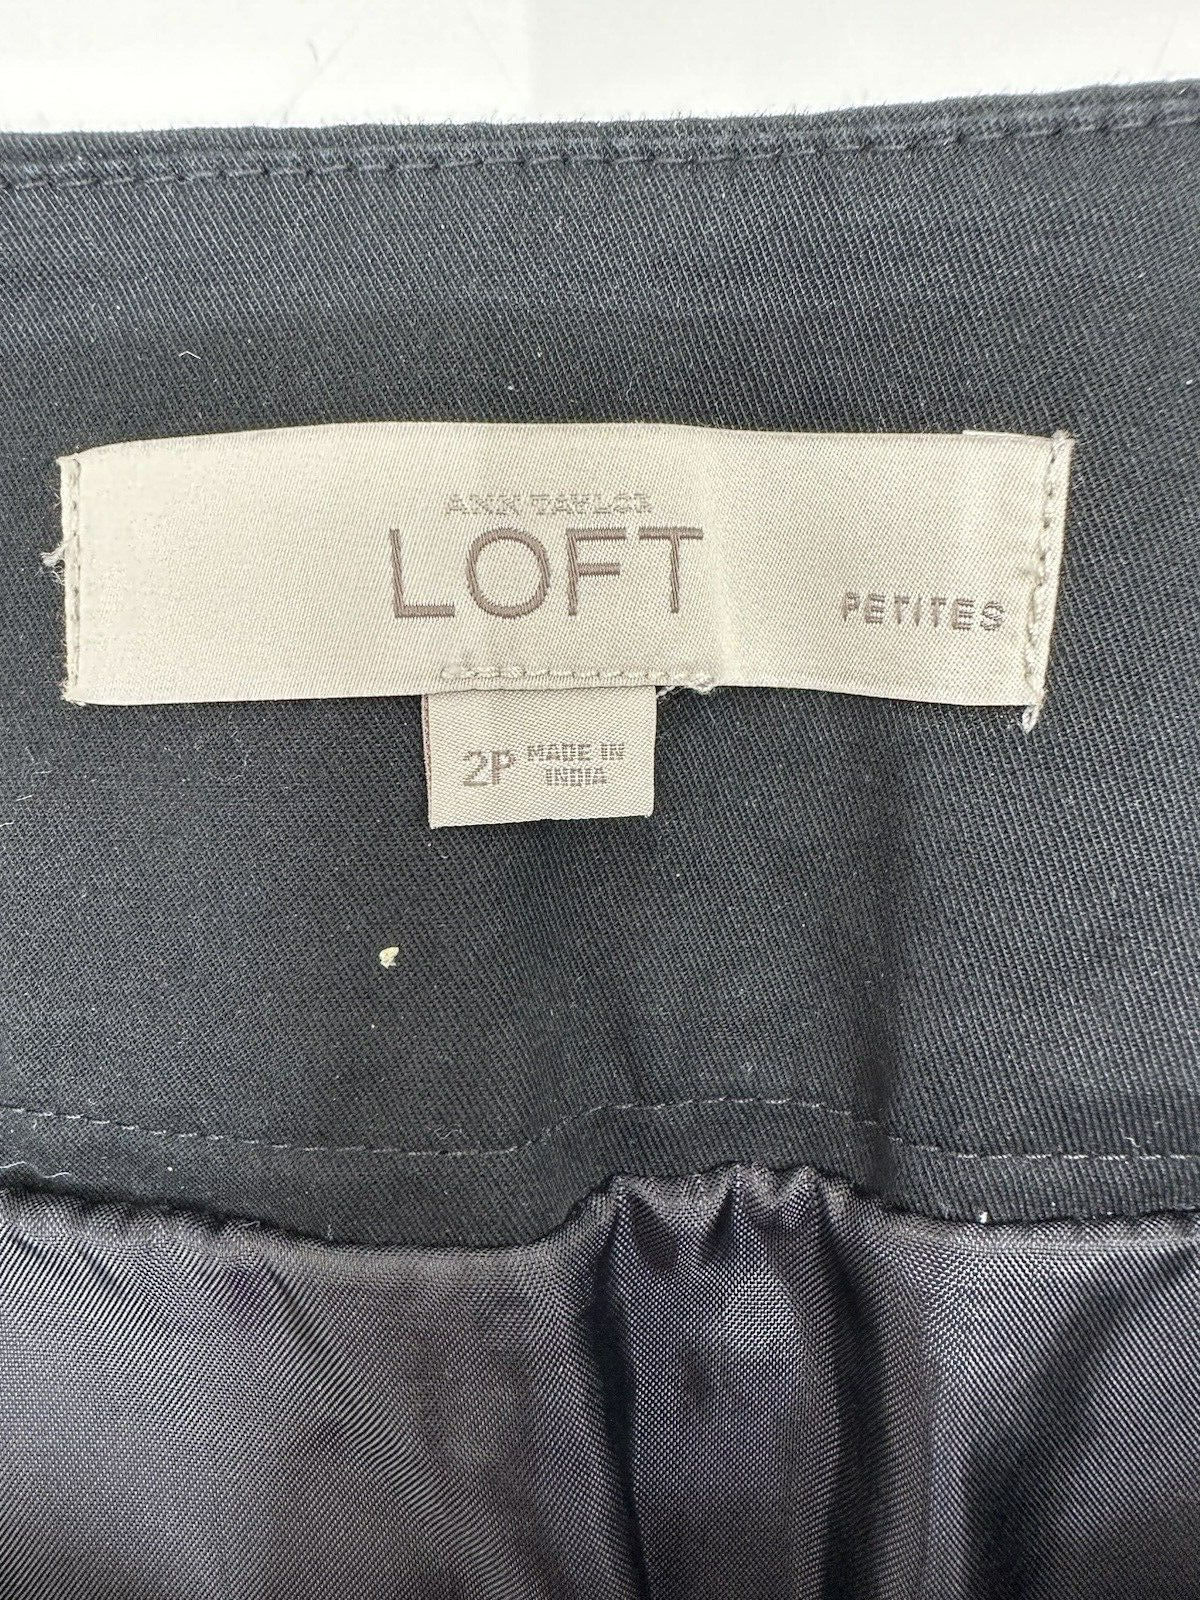 ANN TAYLOR
LOFT
PETITES
2P MADE IN
INDIA